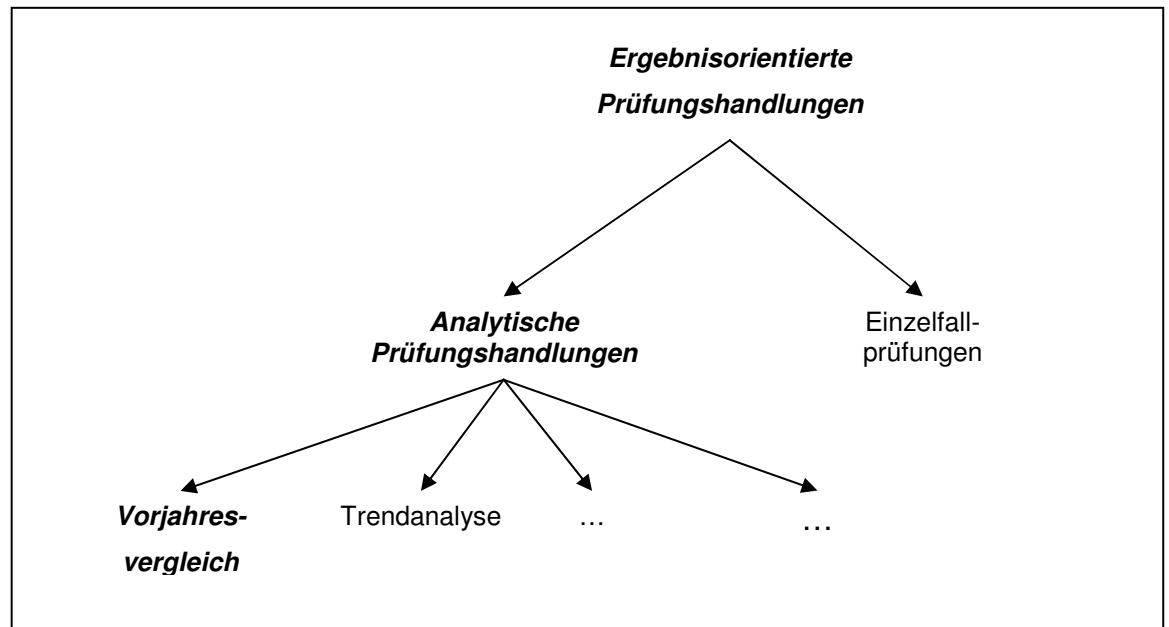 Ergebnisorientierte
Prüfungshandlungen
Analytische
Prüfungshandlungen
Einzelfall-
prüfungen
Vorjahres-
vergleich
Trendanalyse
…
…